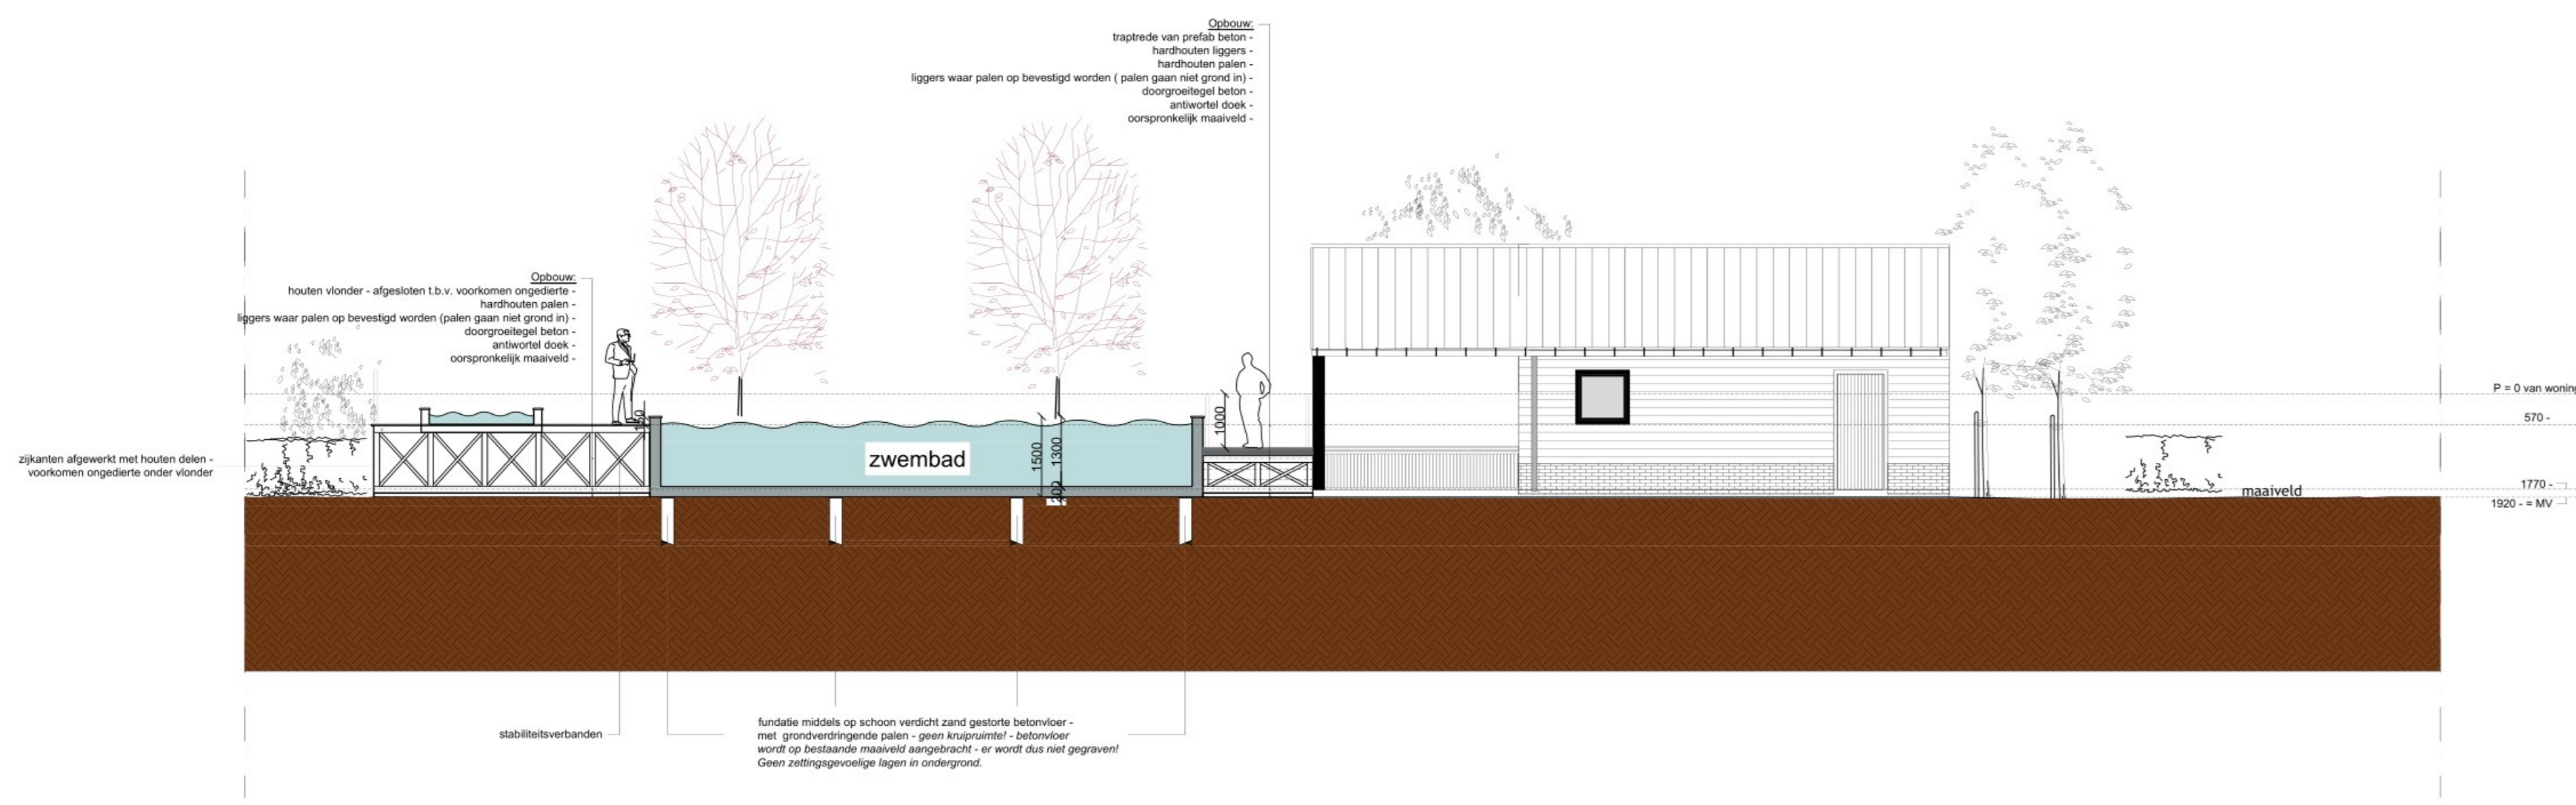 Opbouw:
traptrede van prefab beton -
hardhouten liggers -
hardhouten palen -
liggers waar palen op bevestigd worden ( palen gaan niet grond in) -
doorgroeitegel beton -
antiwortel doek -
oorspronkelijk maaiveld -
Opbouw:
houten vlonder - afgesloten t.b.v. voorkomen ongedierte -
hardhouten palen -
liggers waar palen op bevestigd worden (palen gaan niet grond in) -
doorgroeitegel beton -
antiwortel doek -
oorspronkelijk maaiveld -
zijkanten afgewerkt met houten delen -
voorkomen ongedierte onder vlonder
150
zwembad
1500
1300
200
1000
P = 0 van woning
570 -
1770 -
1920 - = MV
maaiveld
stabiliteitsverbanden
fundatie middels op schoon verdicht zand gestorte betonvloer -
met grondverdringende palen - geen kruipruimte! - betonvloer
wordt op bestaande maaiveld aangebracht - er wordt dus niet gegraven!
Geen zettingsgevoelige lagen in ondergrond.